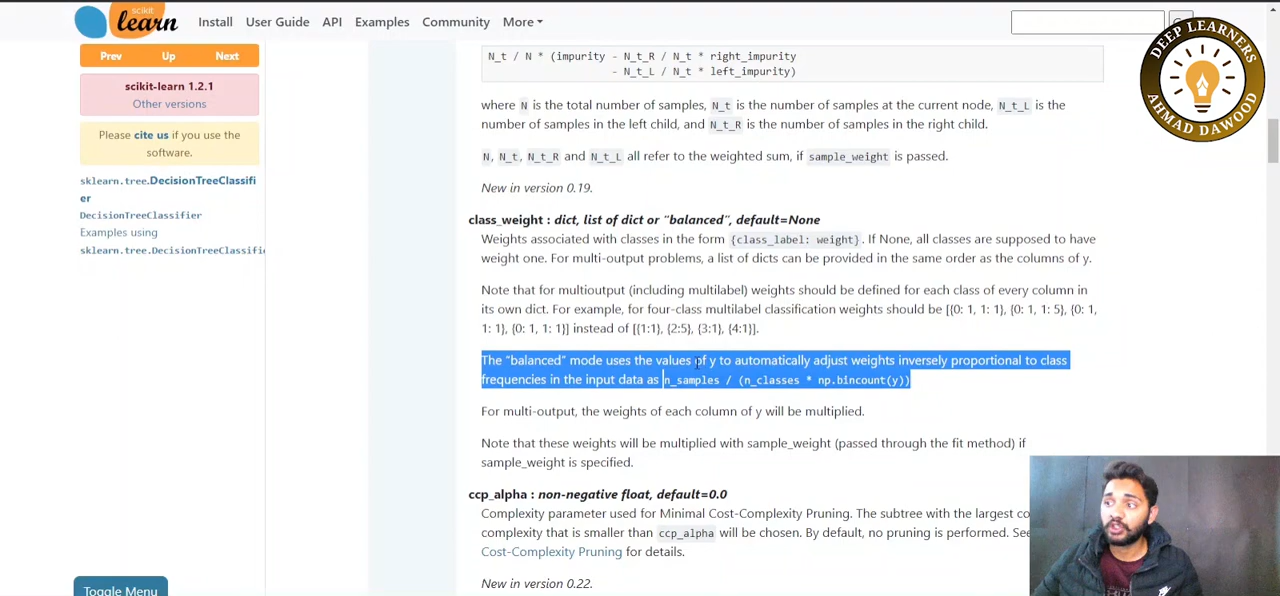 scikit
learn
Install
User Guide
API
Examples
Community
More
Prev
Up
Next
scikit-learn 1.2.1
Other versions
Please cite us if you use the
software.
sklearn.tree.DecisionTreeClassifi
er
DecisionTreeClassifier
Examples using
sklearn.tree.DecisionTreeClassifie
Toggle Menu
N_t / N * (impurity - N_t_R / N_t * right_impurity
- N_t_L / N_t * left_impurity)
where N is the total number of samples, N_t is the number of samples at the current node, N_t_L is the
number of samples in the left child, and N_t_R is the number of samples in the right child.
N, N_t, N_t_R and N_t_L all refer to the weighted sum, if sample_weight is passed.
New in version 0.19.
class_weight : dict, list of dict or "balanced", default=None
Weights associated with classes in the form {class_label: weight}. If None, all classes are supposed to have
weight one. For multi-output problems, a list of dicts can be provided in the same order as the columns of y.
Note that for multioutput (including multilabel) weights should be defined for each class of every column in
its own dict. For example, for four-class multilabel classification weights should be [{0: 1, 1: 1}, {0: 1, 1: 5}, {0: 1,
1: 1}, {0: 1, 1: 1}] instead of [{1:1}, {2:5}, {3:1}, {4:1}].
The "balanced" mode uses the values of y to automatically adjust weights inversely proportional to class
frequencies in the input data as n_samples / (n_classes * np.bincount(y))
For multi-output, the weights of each column of y will be multiplied.
Note that these weights will be multiplied with sample_weight (passed through the fit method) if
sample_weight is specified.
ccp_alpha : non-negative float, default=0.0
Complexity parameter used for Minimal Cost-Complexity Pruning. The subtree with the largest co
complexity that is smaller than ccp_alpha will be chosen. By default, no pruning is performed. See
Cost-Complexity Pruning for details.
New in version 0.22.
DEEP LEARNERS
AHMAD DAWOOD